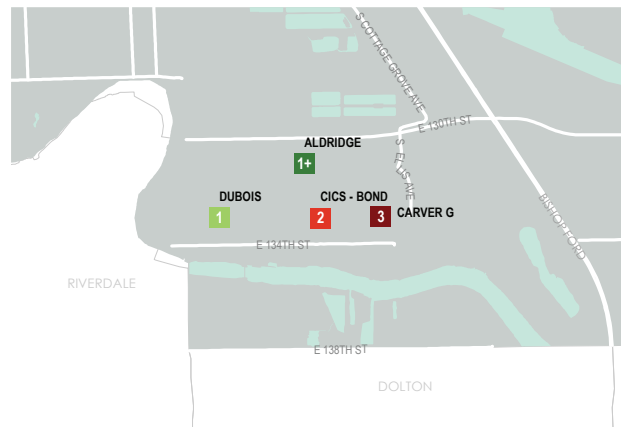 S COTTAGE GROVE AVE
E 130TH ST
ALDRIDGE
1+
S ELLIS AVE
DUBOIS
CICS - BOND
1
2
3
CARVER G
BISHOP FORD
E 134TH ST
RIVERDALE
E 138TH ST
DOLTON